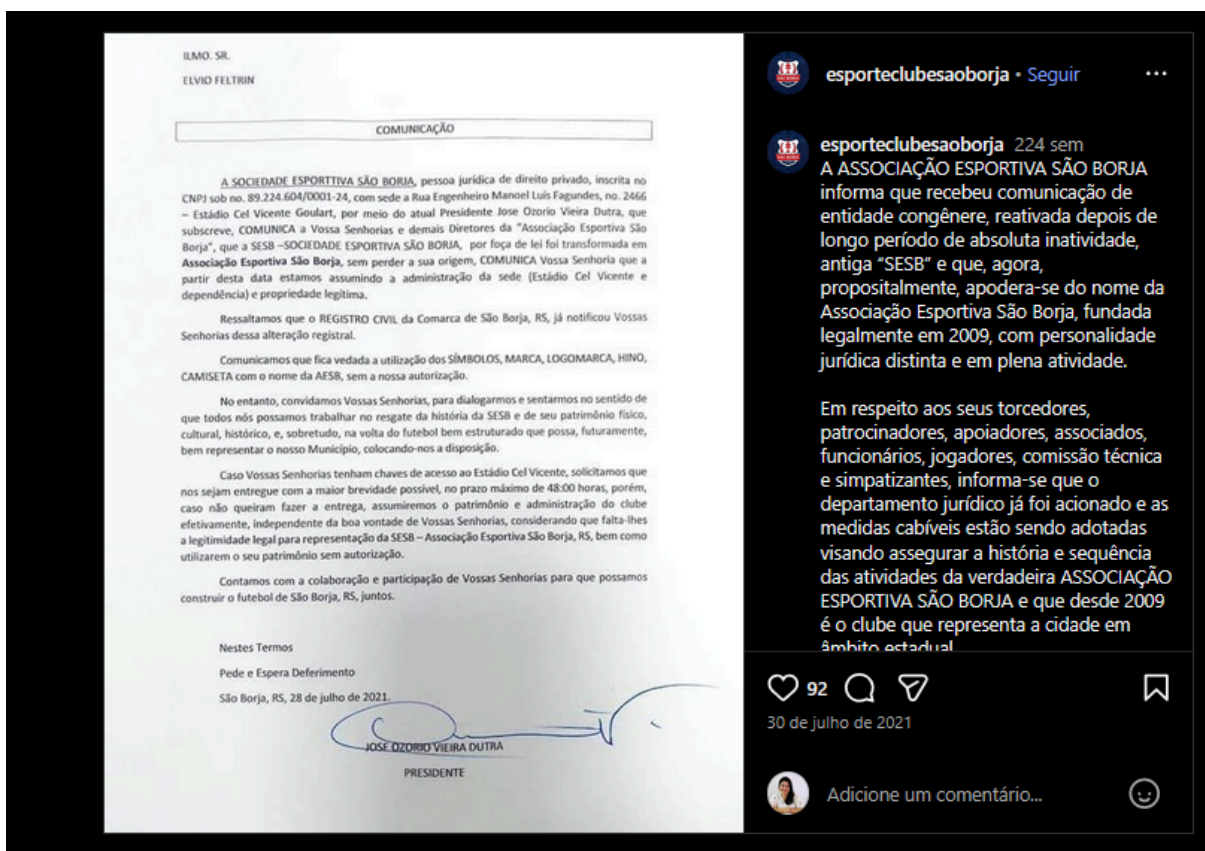 ILMO. SR.
ELVIO FELTRIN
COMUNICAÇÃO
A SOCIEDADE ESPORTTIVA SÃO BORJA, pessoa jurídica de direito privado, inscrita no
CNPJ sob no. 89.224.604/0001-24, com sede a Rua Engenheiro Manoel Luís Fagundes, no. 2466
– Estádio Cel Vicente Goulart, por meio do atual Presidente Jose Ozorio Vieira Dutra, que
subscreve, COMUNICA a Vossa Senhorias e demais Diretores da "Associação Esportiva São
Borja", que a SESB –SOCIEDADE ESPORTIVA SÃO BORJA, por foça de lei foi transformada em
Associação Esportiva São Borja, sem perder a sua origem, COMUNICA Vossa Senhoria que a
partir desta data estamos assumindo a administração da sede (Estádio Cel Vicente e
dependência) e propriedade legítima.
Ressaltamos que o REGISTRO CIVIL da Comarca de São Borja, RS, já notificou Vossas
Senhorias dessa alteração registral.
Comunicamos que fica vedada a utilização dos SÍMBOLOS, MARCA, LOGOMARCA, HINO,
CAMISETA com o nome da AESB, sem a nossa autorização.
No entanto, convidamos Vossas Senhorias, para dialogarmos e sentarmos no sentido de
que todos nós possamos trabalhar no resgate da história da SESB e de seu patrimônio físico,
cultural, histórico, e, sobretudo, na volta do futebol bem estruturado que possa, futuramente,
bem representar o nosso Município, colocando-nos a disposição.
Caso Vossas Senhorias tenham chaves de acesso ao Estádio Cel Vicente, solicitamos que
nos sejam entregue com a maior brevidade possível, no prazo máximo de 48:00 horas, porém,
caso não queiram fazer a entrega, assumiremos o patrimônio e administração do clube
efetivamente, independente da boa vontade de Vossas Senhorias, considerando que falta-lhes
a legitimidade legal para representação da SESB – Associação Esportiva São Borja, RS, bem como
utilizarem o seu patrimônio sem autorização.
Contamos com a colaboração e participação de Vossas Senhorias para que possamos
construir o futebol de São Borja, RS, juntos.
Nestes Termos
Pede e Espera Deferimento
São Borja, RS, 28 de julho de 2021.
JOSE OZORIO VIEIRA DUTRA
PRESIDENTE
esporteclubesaoborja • Seguir
esporteclubesaoborja 224 sem
A ASSOCIAÇÃO ESPORTIVA SÃO BORJA
informa que recebeu comunicação de
entidade congênere, reativada depois de
longo período de absoluta inatividade,
antiga “SESB” e que, agora,
propositalmente, apodera-se do nome da
Associação Esportiva São Borja, fundada
legalmente em 2009, com personalidade
jurídica distinta e em plena atividade.
Em respeito aos seus torcedores,
patrocinadores, apoiadores, associados,
funcionários, jogadores, comissão técnica
e simpatizantes, informa-se que o
departamento jurídico já foi acionado e as
medidas cabíveis estão sendo adotadas
visando assegurar a história e sequência
das atividades da verdadeira ASSOCIAÇÃO
ESPORTIVA SÃO BORJA e que desde 2009
é o clube que representa a cidade em
âmbito estadual
92
30 de julho de 2021
Adicione um comentário...